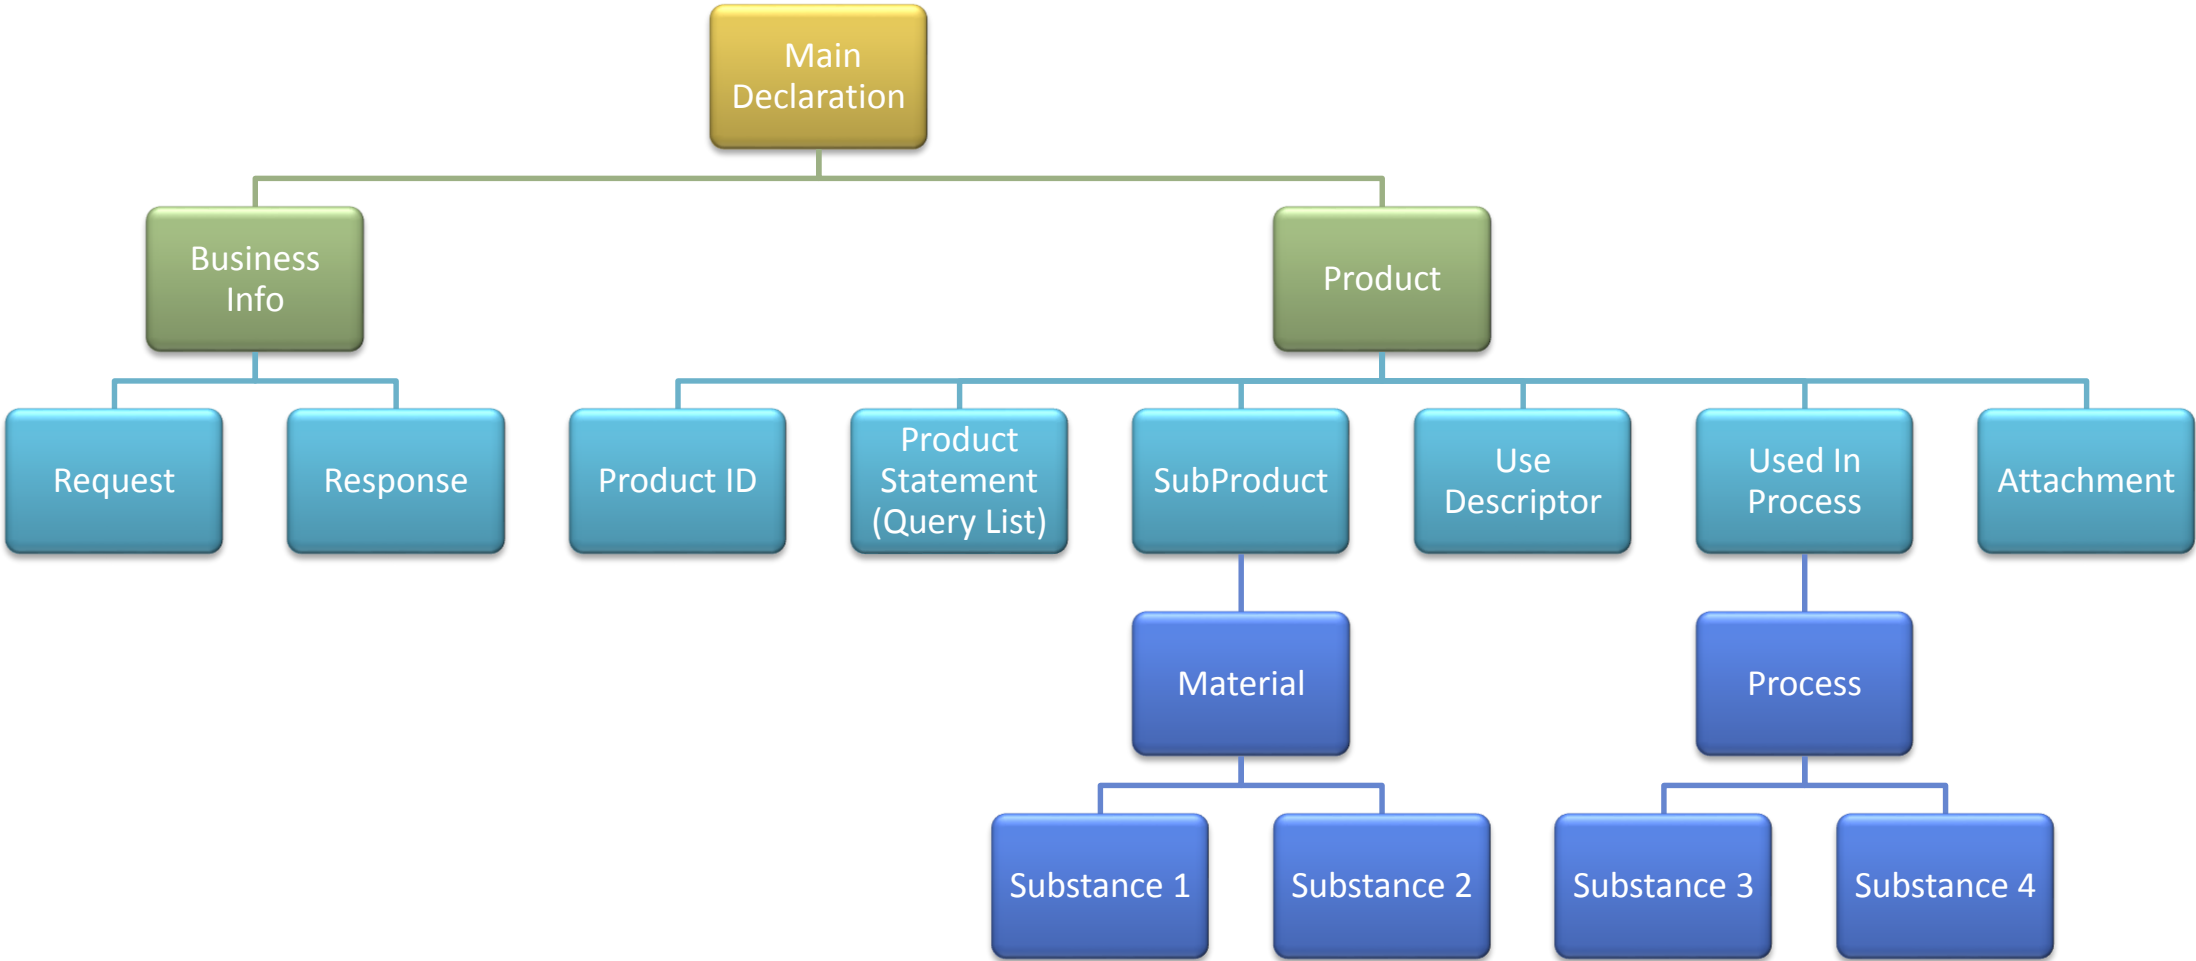 Main
Declaration
Business
Info
Product
Request
Response
Product ID
Product
Statement
(Query List)
SubProduct
Use
Descriptor
Used In
Process
Attachment
Material
Process
Substance 1
Substance 2
Substance 3
Substance 4